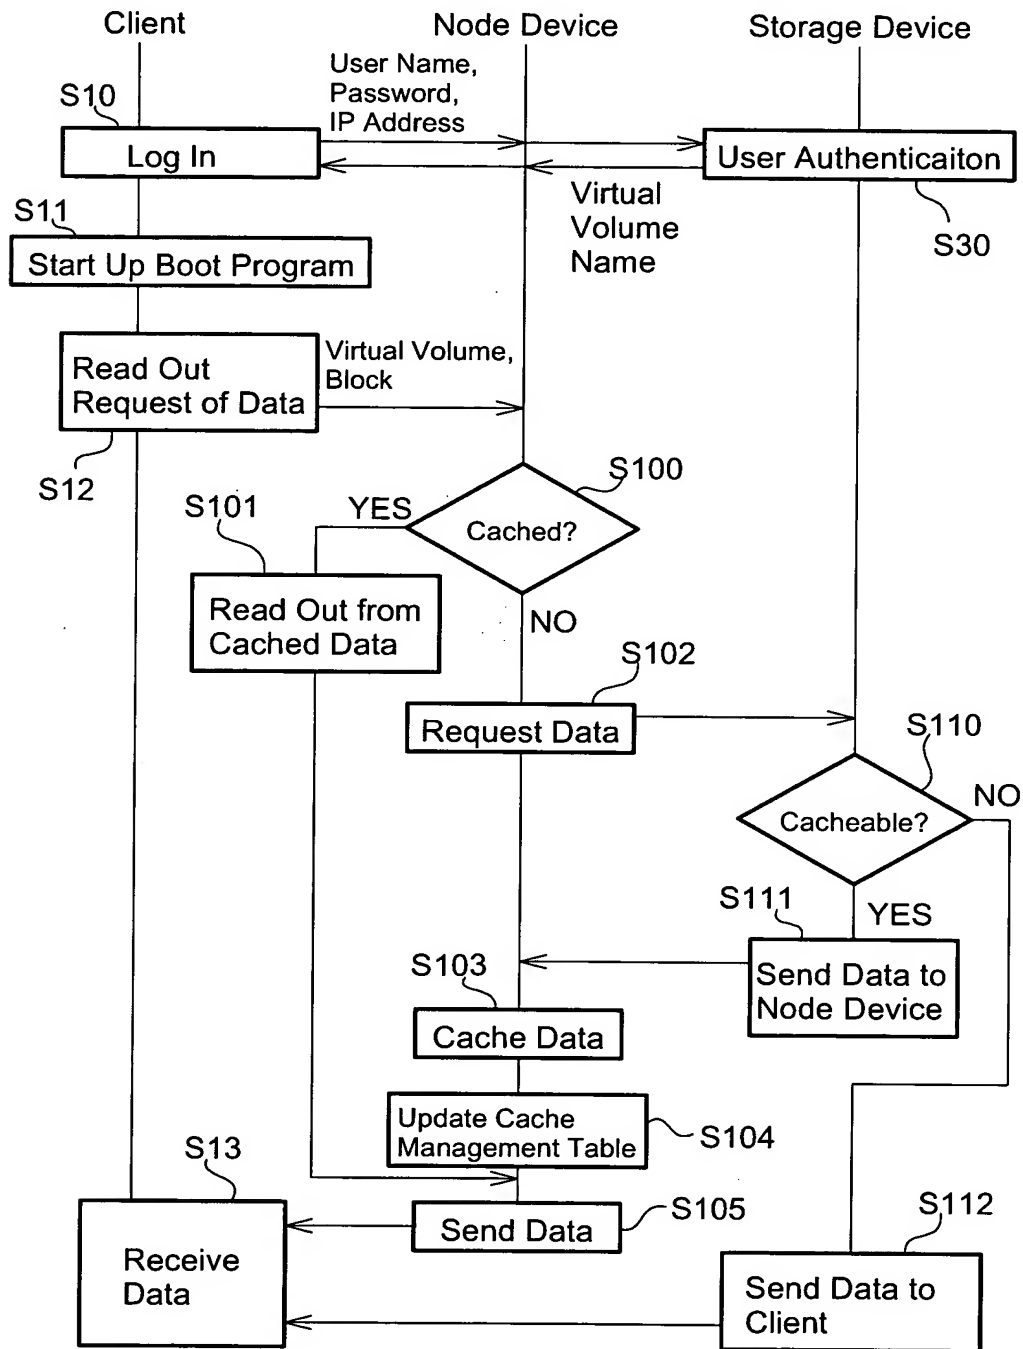 Client
Node Device
Storage Device
User Name,
Password,
IP Address
S10
Log In
User Authenticaiton
Virtual
Volume
Name
S30
S11
Start Up Boot Program
Read Out
Request of Data
Virtual Volume,
Block
S12
S100
S101
YES
Cached?
Read Out from
Cached Data
NO
S102
Request Data
S110
NO
Cacheable?
S111
YES
Send Data to
Node Device
S103
Cache Data
Update Cache
Management Table
S104
S13
S105
Send Data
S112
Receive
Data
Send Data to
Client